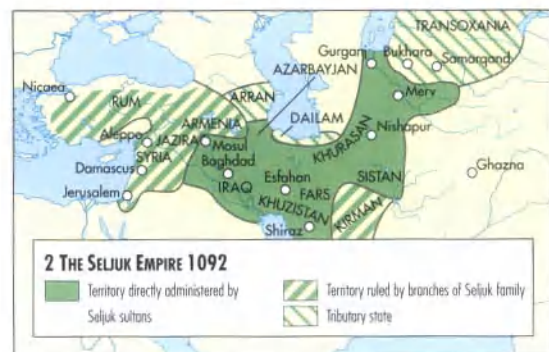 TRANSOXANIA
Gurganj Bukhara
Samarqand
AZARBAYJAN
Nicaea
RUM
ARRAN
Merv
ARMENIA
DAILAM
Aleppo
JAZIRA
Mosul
KHURASAN
Nishapur
SYRIA
Damascus
Baghdad
Esfahan
SISTAN
Ghazna
IRAQ
FARS
Jerusalem
KHUZISTAN
KIRMAN
Shiraz
2 THE SELJUK EMPIRE 1092
Territory directly administered by
Seljuk sultans
Territory ruled by branches of Seljuk family
Tributary state